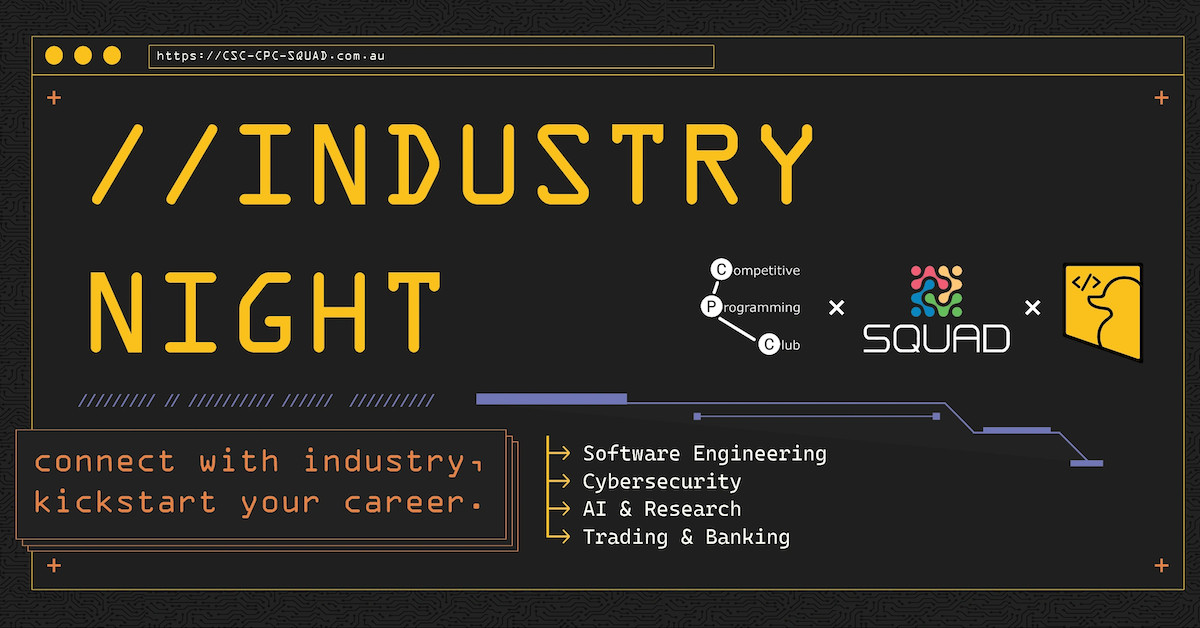 https://CSC-CPC-SQUAD.com.au
//INDUSTRY
NIGHT
Competitive
Programming
Club
×
SQUAD
×
</>
///////// // ////////// ////// //////////
connect with industry,
kickstart your career.
Software Engineering
Cybersecurity
AI & Research
Trading & Banking